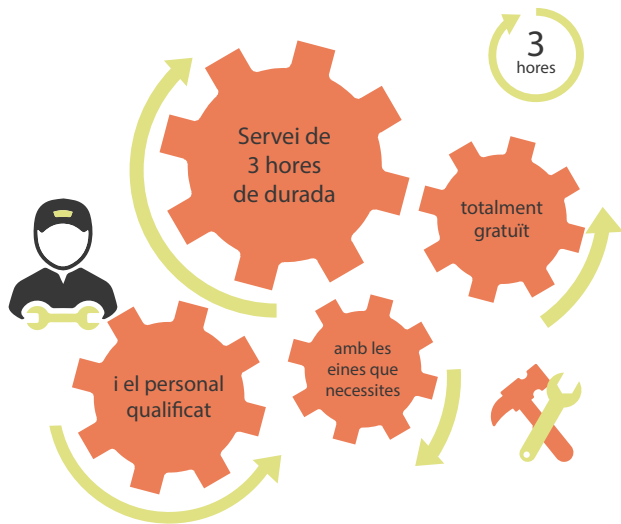 3
hores
Servei de
3 hores
de durada
totalment
gratuït
amb les
eines que
necessites
i el personal
qualificat